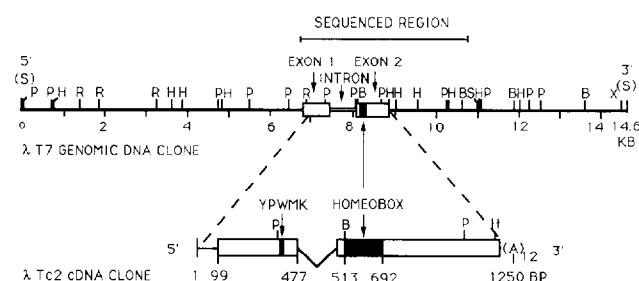 SEQUENCED REGION
5' EXON 1 EXON 2 3'
(S) INTRON (S)
P P H R R R H H P H P P R P P B P H H H P H B S H P B H H P P B X
0 2 4 6 8 10 12 14.6
λ T7 GENOMIC DNA CLONE KB
YPWMK HOMEOBOX
P B P H
5' (A)12 3'
1 99 477 513 692 1250 BP
λ Tc2 cDNA CLONE